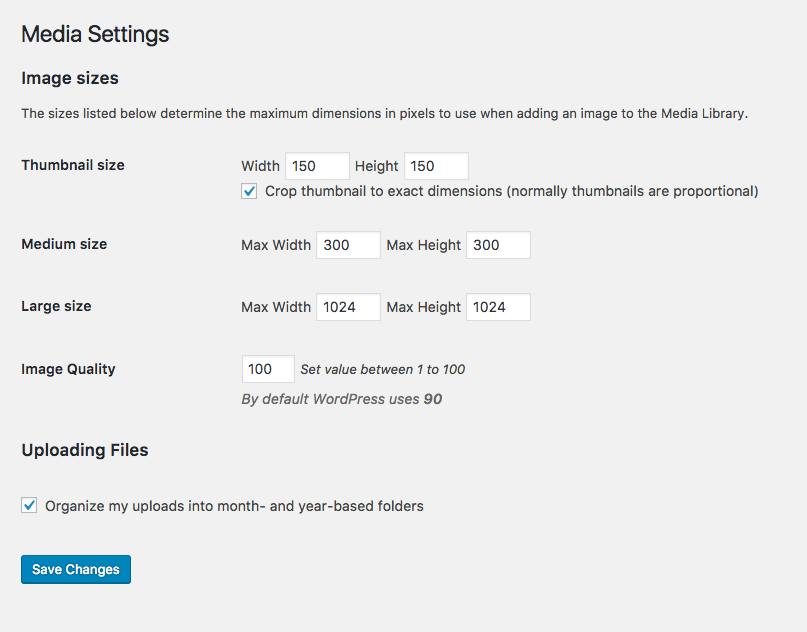 Media Settings
Image sizes
The sizes listed below determine the maximum dimensions in pixels to use when adding an image to the Media Library.
Thumbnail size Width 150 Height 150
Crop thumbnail to exact dimensions (normally thumbnails are proportional)
Medium size Max Width 300 Max Height 300
Large size Max Width 1024 Max Height 1024
Image Quality 100 Set value between 1 to 100
By default WordPress uses 90
Uploading Files
Organize my uploads into month- and year-based folders
Save Changes